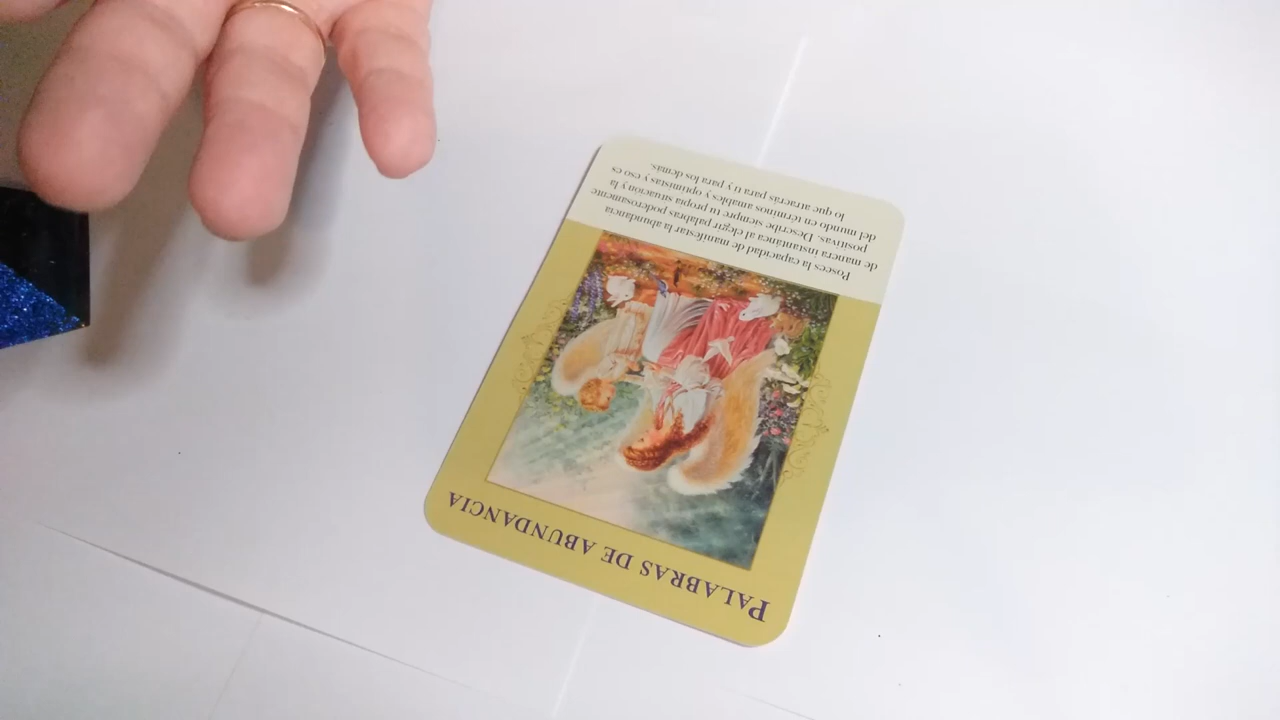 PALABRAS DE ABUNDANCIA
Posees la capacidad de manifestar la abundancia
de manera instantánea al elegir palabras poderosamente
positivas. Describe siempre tu propia situación y la
del mundo en términos amables y optimistas y eso es
lo que atraerás para ti y para los demás.